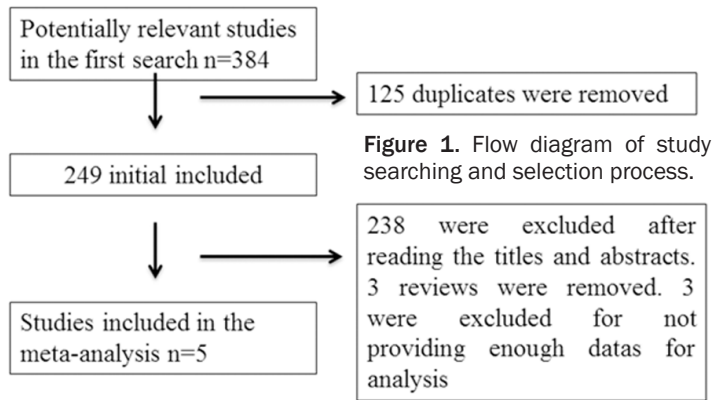 Potentially relevant studies
in the first search n=384
125 duplicates were removed
Figure 1. Flow diagram of study
searching and selection process.
249 initial included
238 were excluded after
reading the titles and abstracts.
3 reviews were removed. 3
were excluded for not
providing enough datas for
analysis
Studies included in the
meta-analysis n=5